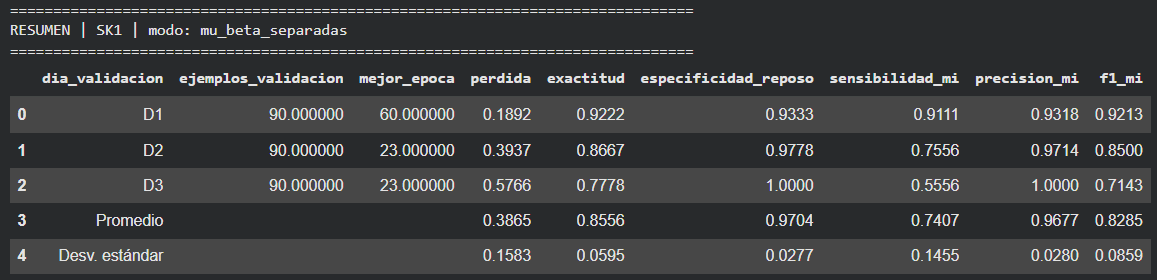 ================================================================================
RESUMEN | SK1 | modo: mu_beta_separadas
================================================================================
dia_validacion ejemplos_validacion mejor_epoca perdida exactitud especificidad_reposo sensibilidad_mi precision_mi f1_mi
0 D1 90.000000 60.000000 0.1892 0.9222 0.9333 0.9111 0.9318 0.9213
1 D2 90.000000 23.000000 0.3937 0.8667 0.9778 0.7556 0.9714 0.8500
2 D3 90.000000 23.000000 0.5766 0.7778 1.0000 0.5556 1.0000 0.7143
3 Promedio 0.3865 0.8556 0.9704 0.7407 0.9677 0.8285
4 Desv. estándar 0.1583 0.0595 0.0277 0.1455 0.0280 0.0859